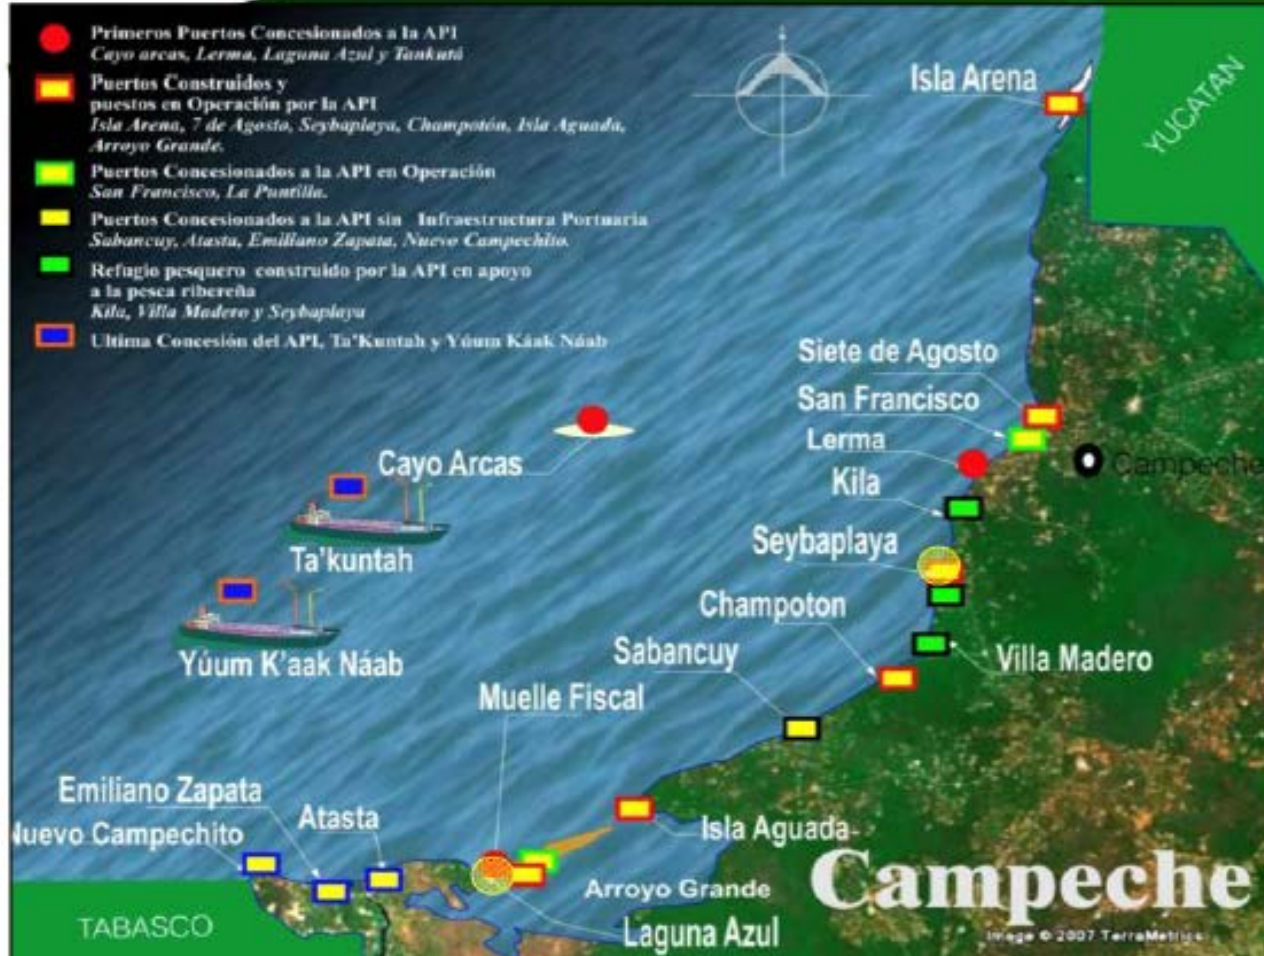 Primeros Puertos Concesionados a la API
Cayo arcas, Lerma, Laguna Azul y Tankutá
Puertos Construidos y
puestos en Operación por la API
Isla Arena, 7 de Agosto, Seybaplaya, Champotón, Isla Aguada,
Arroyo Grande.
Puertos Concesionados a la API en Operación
San Francisco, La Puntilla.
Puertos Concesionados a la API sin Infraestructura Portuaria
Sabancuy, Atasta, Emiliano Zapata, Nuevo Campechito.
Refugio pesquero construido por la API en apoyo
a la pesca ribereña
Kila, Villa Madero y Seybaplaya
Ultima Concesión del API, Ta'Kuntah y Yúum Káak Náab
Isla Arena
YUCATAN
Siete de Agosto
San Francisco
Lerma
Campeche
Cayo Arcas
Kila
Ta'kuntah
Seybaplaya
Champoton
Yúum K'aak Náab
Sabancuy
Villa Madero
Muelle Fiscal
Emiliano Zapata
Atasta
Nuevo Campechito
Isla Aguada
Arroyo Grande
Campeche
TABASCO
Laguna Azul
Image © 2007 TerraMetrics